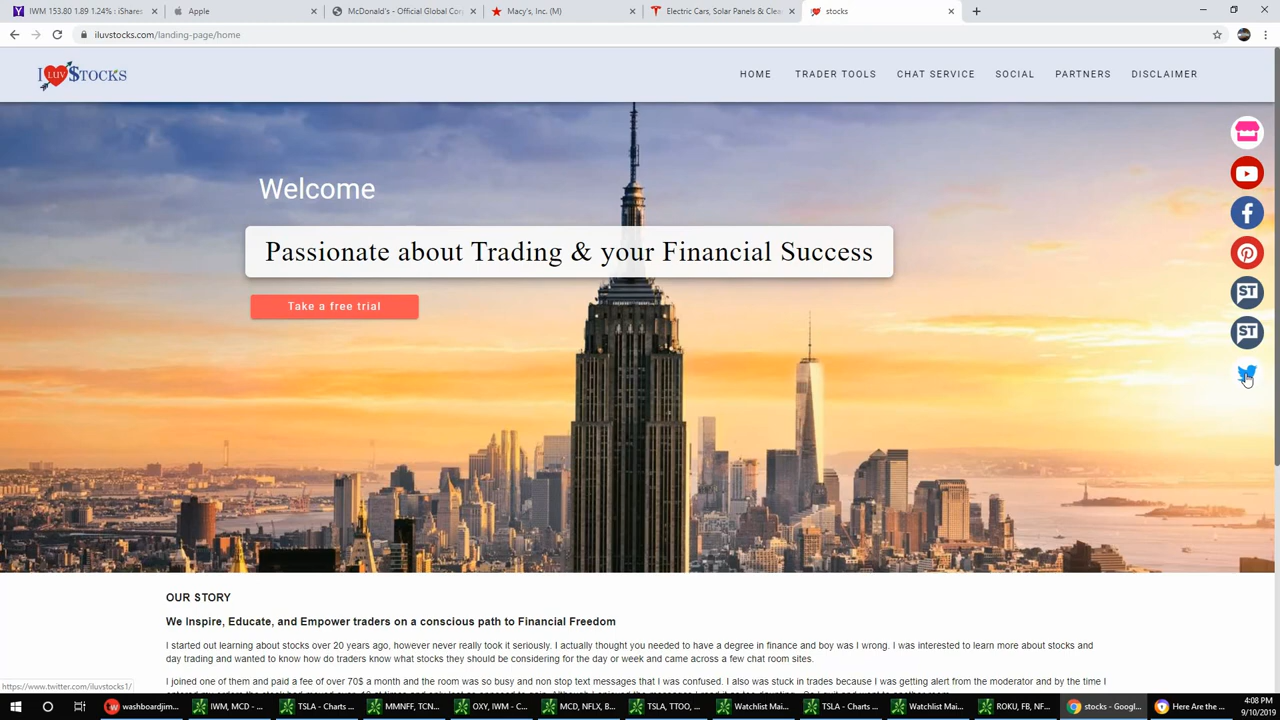 IWM 153.80 1.89 1.24% : iShares
Apple
McDonald's - Official Global Cor
Macy's, Inc. (M)
Electric Cars, Solar Panels & Clea
stocks
iluvstocks.com/landing-page/home
I LUV $TOCKS
HOME
TRADER TOOLS
CHAT SERVICE
SOCIAL
PARTNERS
DISCLAIMER
Welcome
Passionate about Trading & your Financial Success
Take a free trial
ST
ST
OUR STORY
We Inspire, Educate, and Empower traders on a conscious path to Financial Freedom
I started out learning about stocks over 20 years ago, however never really took it seriously. I actually thought you needed to have a degree in finance and boy was I wrong. I was interested to learn more about stocks and
day trading and wanted to know how do traders know what stocks they should be considering for the day or week and came across a few chat room sites.
I joined one of them and paid a fee of over 70$ a month and the room was so busy and non stop text messages that I was confused. I also was stuck in trades because I was getting alert from the moderator and by the time I
https://www.twitter.com/iluvstocks1/
washboardjim...
IWM, MCD - ...
TSLA - Charts ...
MMNFF, TCN...
OXY, IWM - C...
MCD, NFLX, B...
TSLA, TTOO, ...
Watchlist Mai...
TSLA - Charts ...
Watchlist Mai...
ROKU, FB, NF...
stocks - Googl...
Here Are the ...
4:08 PM
9/10/2019